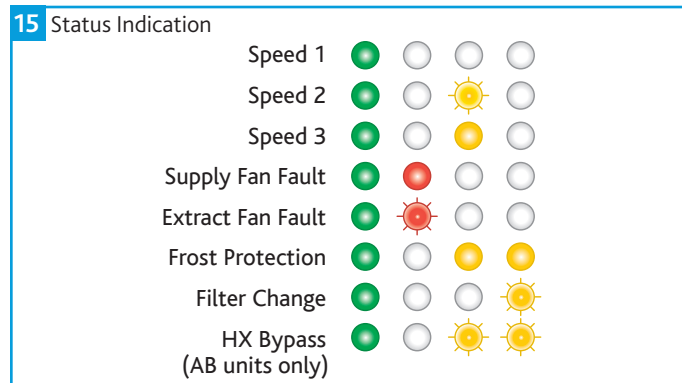 15 Status Indication
Speed 1
Speed 2
Speed 3
Supply Fan Fault
Extract Fan Fault
Frost Protection
Filter Change
HX Bypass
(AB units only)